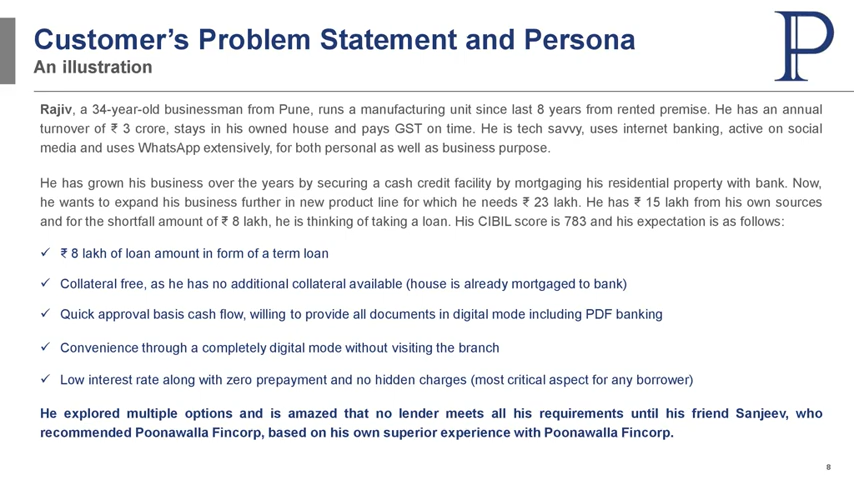 Customer's Problem Statement and Persona
An illustration
P
Rajiv, a 34-year-old businessman from Pune, runs a manufacturing unit since last 8 years from rented premise. He has an annual
turnover of ₹ 3 crore, stays in his owned house and pays GST on time. He is tech savvy, uses internet banking, active on social
media and uses WhatsApp extensively, for both personal as well as business purpose.
He has grown his business over the years by securing a cash credit facility by mortgaging his residential property with bank. Now,
he wants to expand his business further in new product line for which he needs ₹ 23 lakh. He has ₹ 15 lakh from his own sources
and for the shortfall amount of ₹ 8 lakh, he is thinking of taking a loan. His CIBIL score is 783 and his expectation is as follows:
✓ ₹ 8 lakh of loan amount in form of a term loan
✓ Collateral free, as he has no additional collateral available (house is already mortgaged to bank)
✓ Quick approval basis cash flow, willing to provide all documents in digital mode including PDF banking
✓ Convenience through a completely digital mode without visiting the branch
✓ Low interest rate along with zero prepayment and no hidden charges (most critical aspect for any borrower)
He explored multiple options and is amazed that no lender meets all his requirements until his friend Sanjeev, who
recommended Poonawalla Fincorp, based on his own superior experience with Poonawalla Fincorp.
8